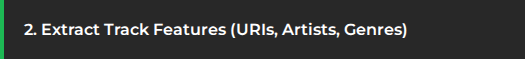 2. Extract Track Features (URIs, Artists, Genres)